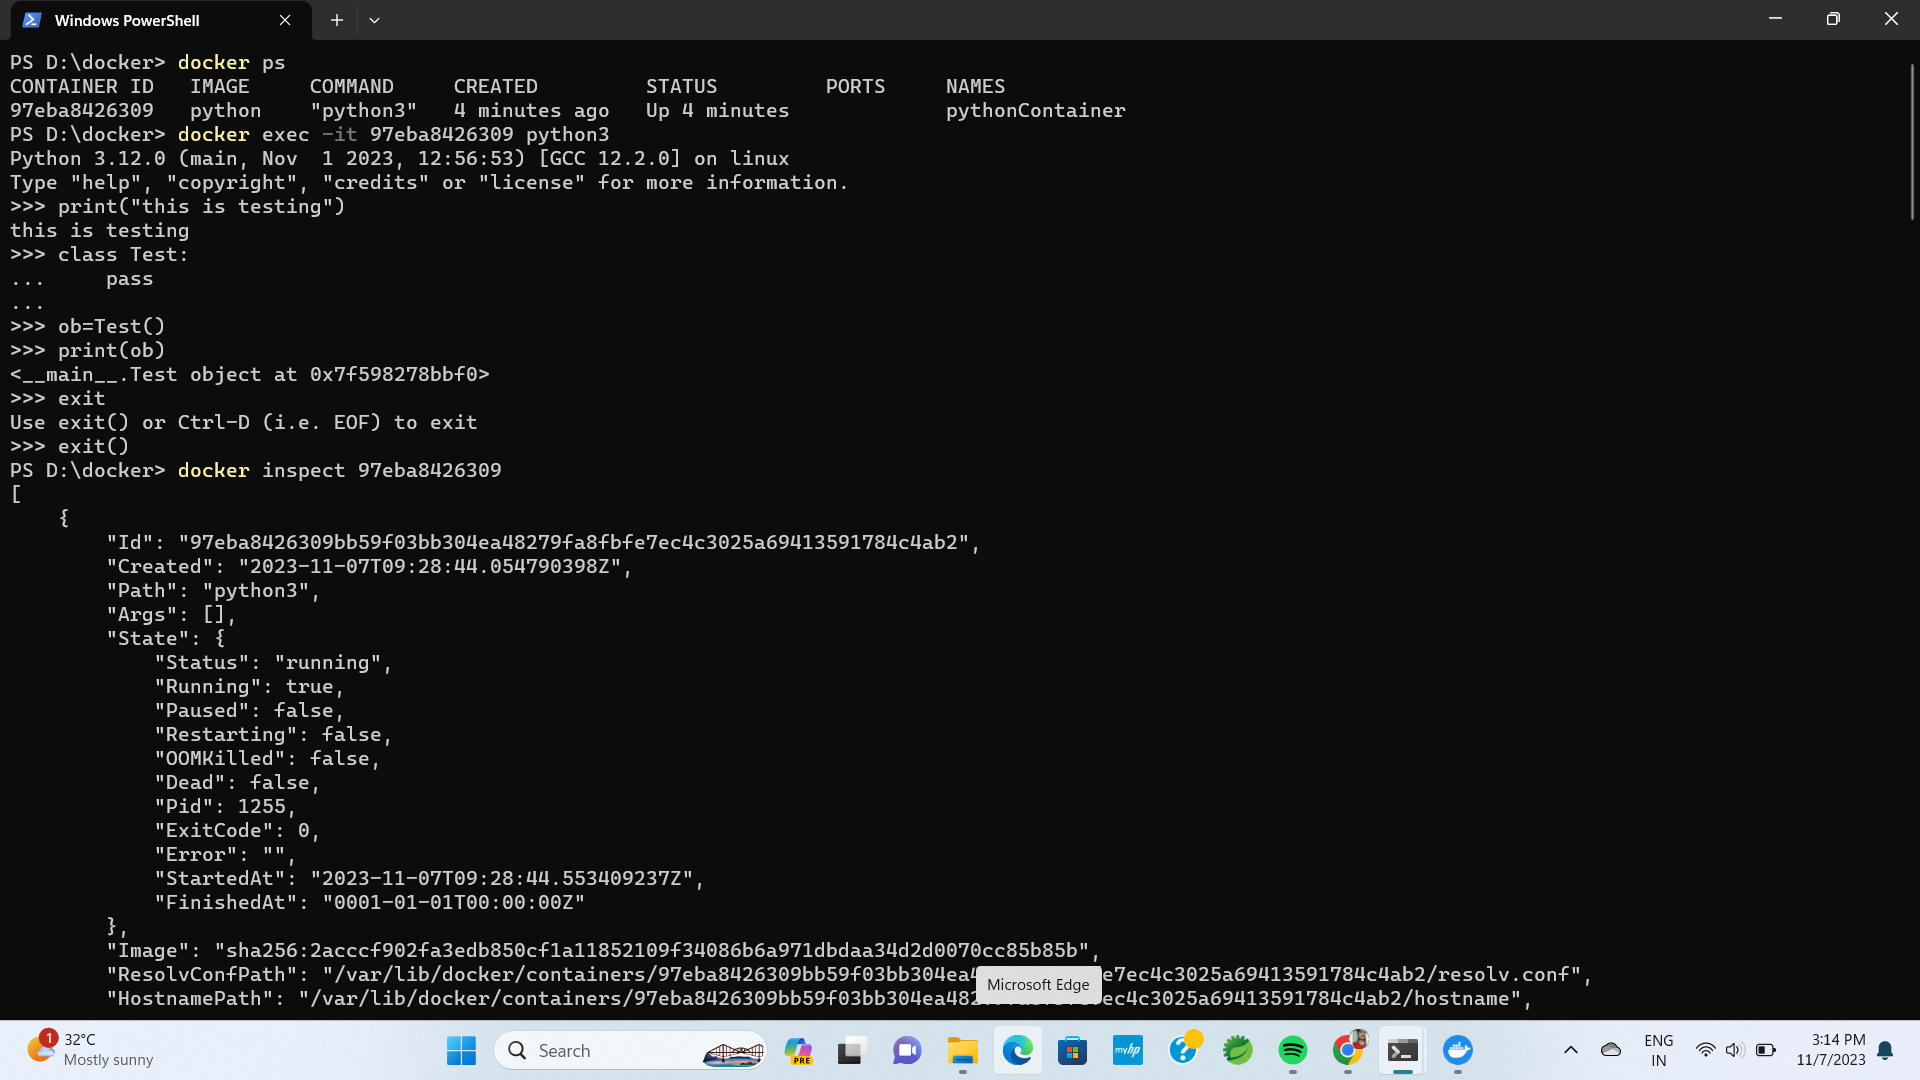 Windows PowerShell
PS D:\docker> docker ps
CONTAINER ID   IMAGE     COMMAND     CREATED         STATUS         PORTS     NAMES
97eba8426309   python    "python3"   4 minutes ago   Up 4 minutes             pythonContainer
PS D:\docker> docker exec -it 97eba8426309 python3
Python 3.12.0 (main, Nov  1 2023, 12:56:53) [GCC 12.2.0] on linux
Type "help", "copyright", "credits" or "license" for more information.
>>> print("this is testing")
this is testing
>>> class Test:
...     pass
...
>>> ob=Test()
>>> print(ob)
<__main__.Test object at 0x7f598278bbf0>
>>> exit
Use exit() or Ctrl-D (i.e. EOF) to exit
>>> exit()
PS D:\docker> docker inspect 97eba8426309
[
    {
        "Id": "97eba8426309bb59f03bb304ea48279fa8fbfe7ec4c3025a69413591784c4ab2",
        "Created": "2023-11-07T09:28:44.054790398Z",
        "Path": "python3",
        "Args": [],
        "State": {
            "Status": "running",
            "Running": true,
            "Paused": false,
            "Restarting": false,
            "OOMKilled": false,
            "Dead": false,
            "Pid": 1255,
            "ExitCode": 0,
            "Error": "",
            "StartedAt": "2023-11-07T09:28:44.553409237Z",
            "FinishedAt": "0001-01-01T00:00:00Z"
        },
        "Image": "sha256:2acccf902fa3edb850cf1a11852109f34086b6a971dbdaa34d2d0070cc85b85b",
        "ResolvConfPath": "/var/lib/docker/containers/97eba8426309bb59f03bb304ea4 e7ec4c3025a69413591784c4ab2/resolv.conf",
Microsoft Edge
        "HostnamePath": "/var/lib/docker/containers/97eba8426309bb59f03bb304ea482 ec4c3025a69413591784c4ab2/hostname",
1
32°C
Mostly sunny
Search
PRE
myhp
ENG
IN
3:14 PM
11/7/2023